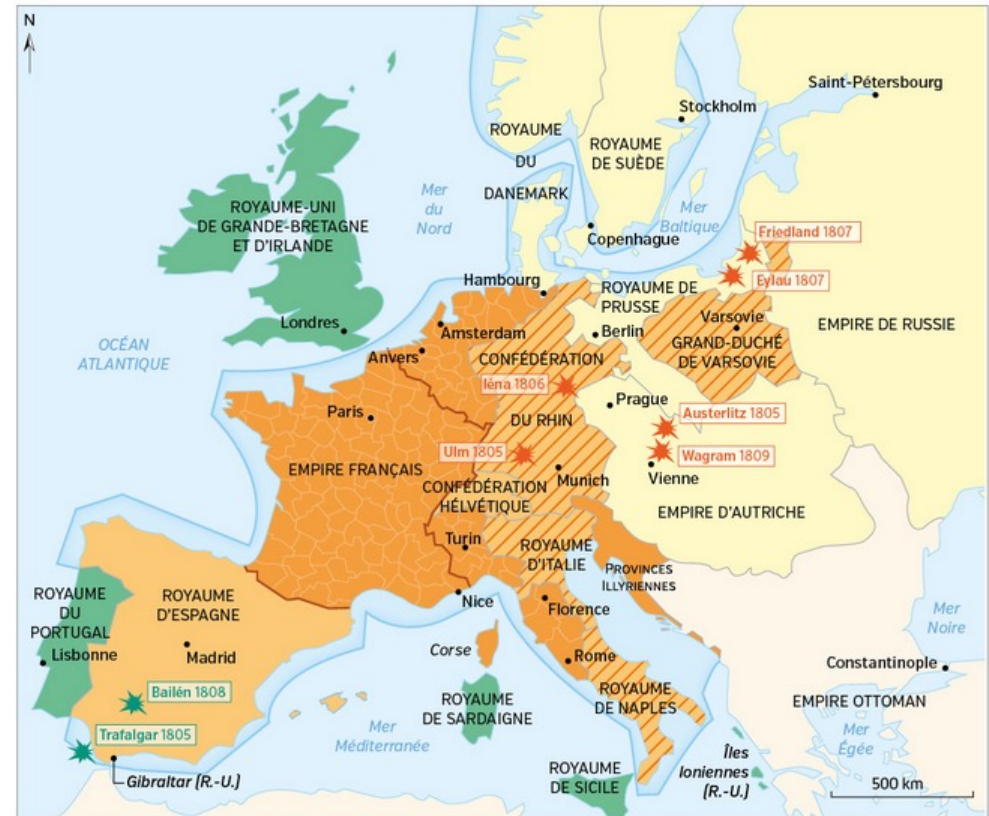 N
Saint-Pétersbourg
Stockholm
ROYAUME
DU
DANEMARK
ROYAUME
DE SUÈDE
Mer
du
Nord
Mer
Baltique
ROYAUME-UNI
DE GRANDE-BRETAGNE
ET D'IRLANDE
Copenhague
Friedland 1807
Eylau 1807
Hambourg
ROYAUME DE
PRUSSE
Londres
Amsterdam
Berlin
Varsovie
GRAND-DUCHÉ
DE VARSOVIE
EMPIRE DE RUSSIE
OCÉAN
ATLANTIQUE
Anvers
CONFÉDÉRATION
DU RHIN
Iéna 1806
Prague
Paris
Austerlitz 1805
Ulm 1805
Wagram 1809
EMPIRE FRANÇAIS
Munich
Vienne
CONFÉDÉRATION
HÉLVÉTIQUE
EMPIRE D'AUTRICHE
Turin
ROYAUME
D'ITALIE
PROVINCES
ILLYRIENNES
ROYAUME
DU
PORTUGAL
ROYAUME
D'ESPAGNE
Nice
Florence
Mer
Noire
Lisbonne
Madrid
Corse
Rome
Constantinople
Bailén 1808
ROYAUME
DE SARDAIGNE
ROYAUME
DE NAPLES
EMPIRE OTTOMAN
Trafalgar 1805
Mer
Méditerranée
Mer
Égée
Gibraltar (R.-U.)
ROYAUME
DE SICILE
Îles
Ioniennes
(R.-U.)
500 km